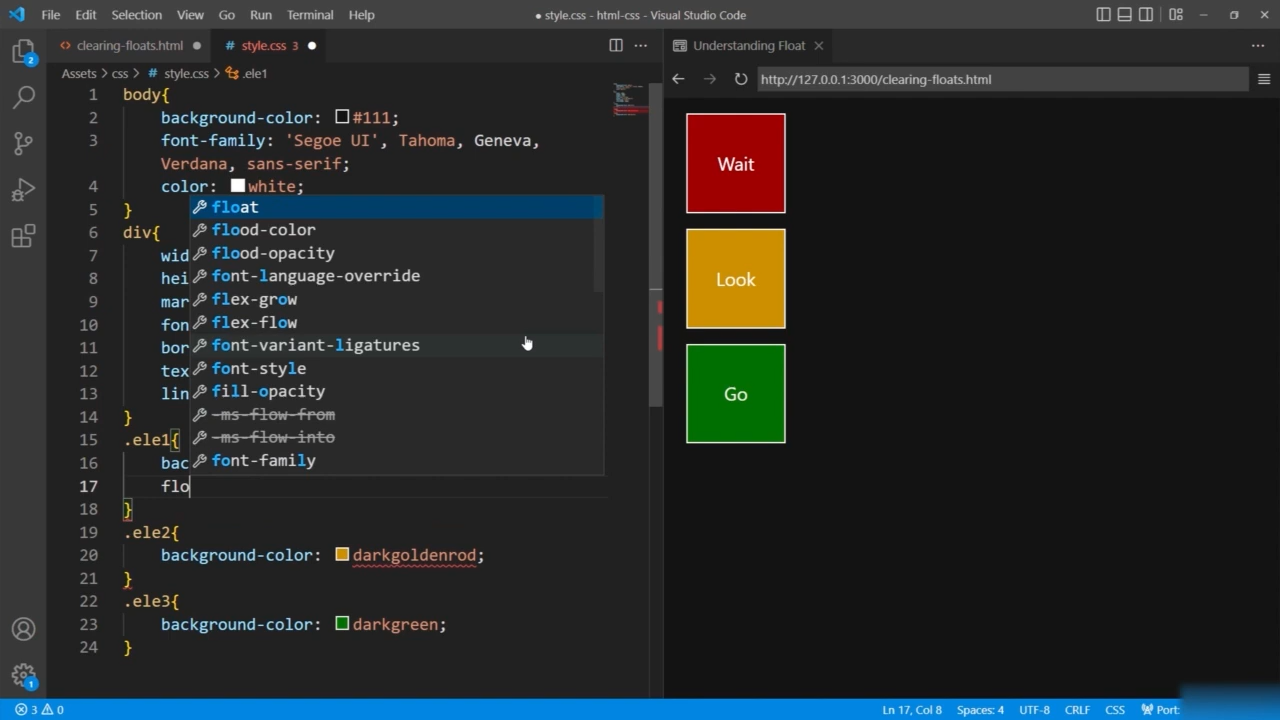 File Edit Selection View Go Run Terminal Help
● style.css - html-css - Visual Studio Code
clearing-floats.html ●
# style.css 3 ●
Assets > css > # style.css > .ele1
1 body{
2 background-color: #111;
3 font-family: 'Segoe UI', Tahoma, Geneva,
Verdana, sans-serif;
4 color: white;
5 }
6 div{
7 wid
8 hei
9 mar
10 fon
11 bor
12 tex
13 lin
14 }
15 .ele1{
16 bac
17 flo
18 }
19 .ele2{
20 background-color: darkgoldenrod;
21 }
22 .ele3{
23 background-color: darkgreen;
24 }
float
flood-color
flood-opacity
font-language-override
flex-grow
flex-flow
font-variant-ligatures
font-style
fill-opacity
-ms-flow-from
-ms-flow-into
font-family
2
1
Understanding Float
http://127.0.0.1:3000/clearing-floats.html
Wait
Look
Go
3 0
Ln 17, Col 8 Spaces: 4 UTF-8 CRLF CSS Port: